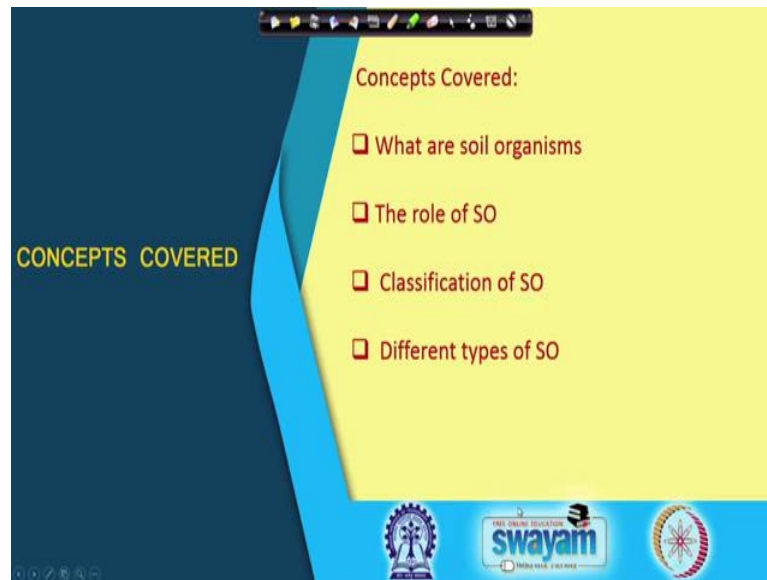 Concepts Covered:
❑ What are soil organisms
❑ The role of SO
❑ Classification of SO
❑ Different types of SO
CONCEPTS COVERED
FREE ONLINE EDUCATION
swayam